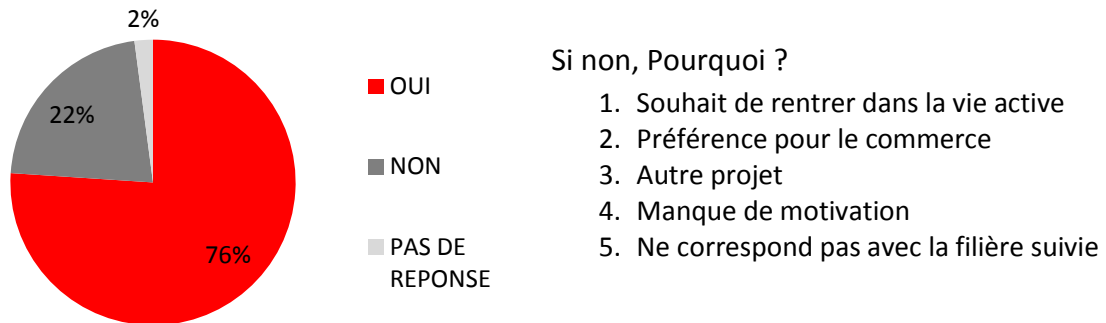 2%
22%
76%
OUI
NON
PAS DE
REPONSE
Si non, Pourquoi ?
1. Souhait de rentrer dans la vie active
2. Préférence pour le commerce
3. Autre projet
4. Manque de motivation
5. Ne correspond pas avec la filière suivie